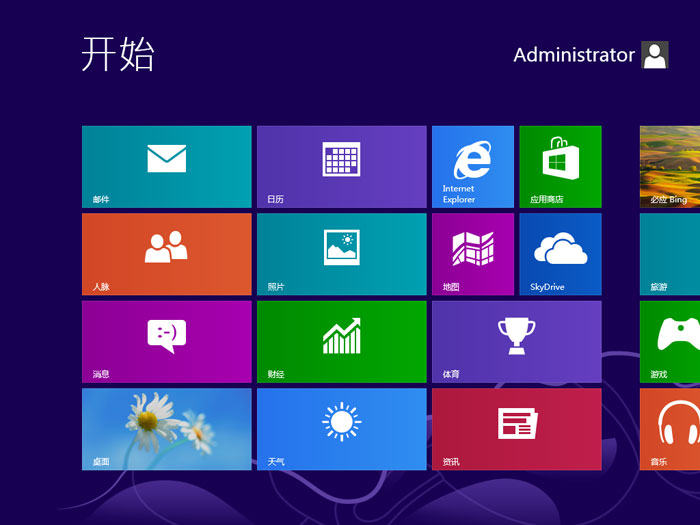 开始
Administrator
邮件
日历
Internet
Explorer
应用商店
必应 Bing
人脉
照片
地图
SkyDrive
旅游
消息
财经
体育
游戏
桌面
天气
资讯
音乐